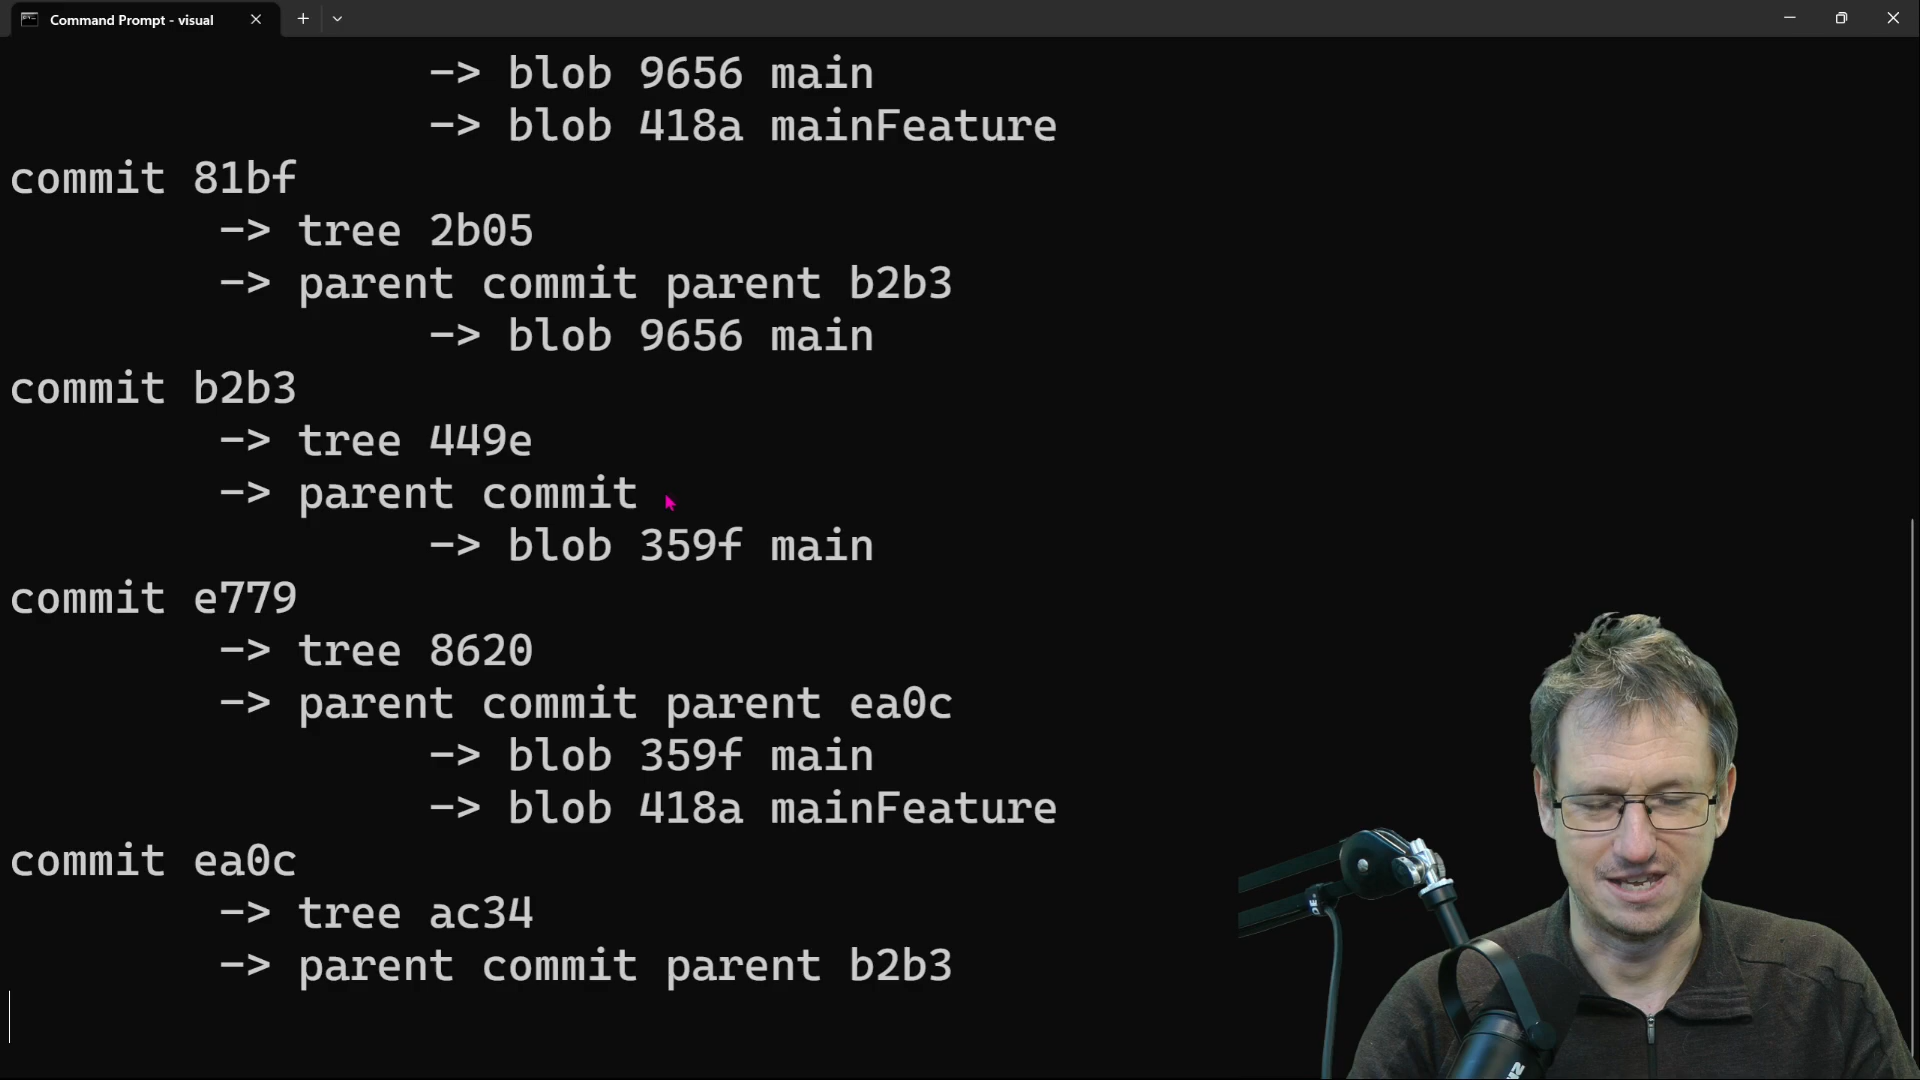 Command Prompt - visual
-> blob 9656 main
-> blob 418a mainFeature
commit 81bf
-> tree 2b05
-> parent commit parent b2b3
-> blob 9656 main
commit b2b3
-> tree 449e
-> parent commit
-> blob 359f main
commit e779
-> tree 8620
-> parent commit parent ea0c
-> blob 359f main
-> blob 418a mainFeature
commit ea0c
-> tree ac34
-> parent commit parent b2b3